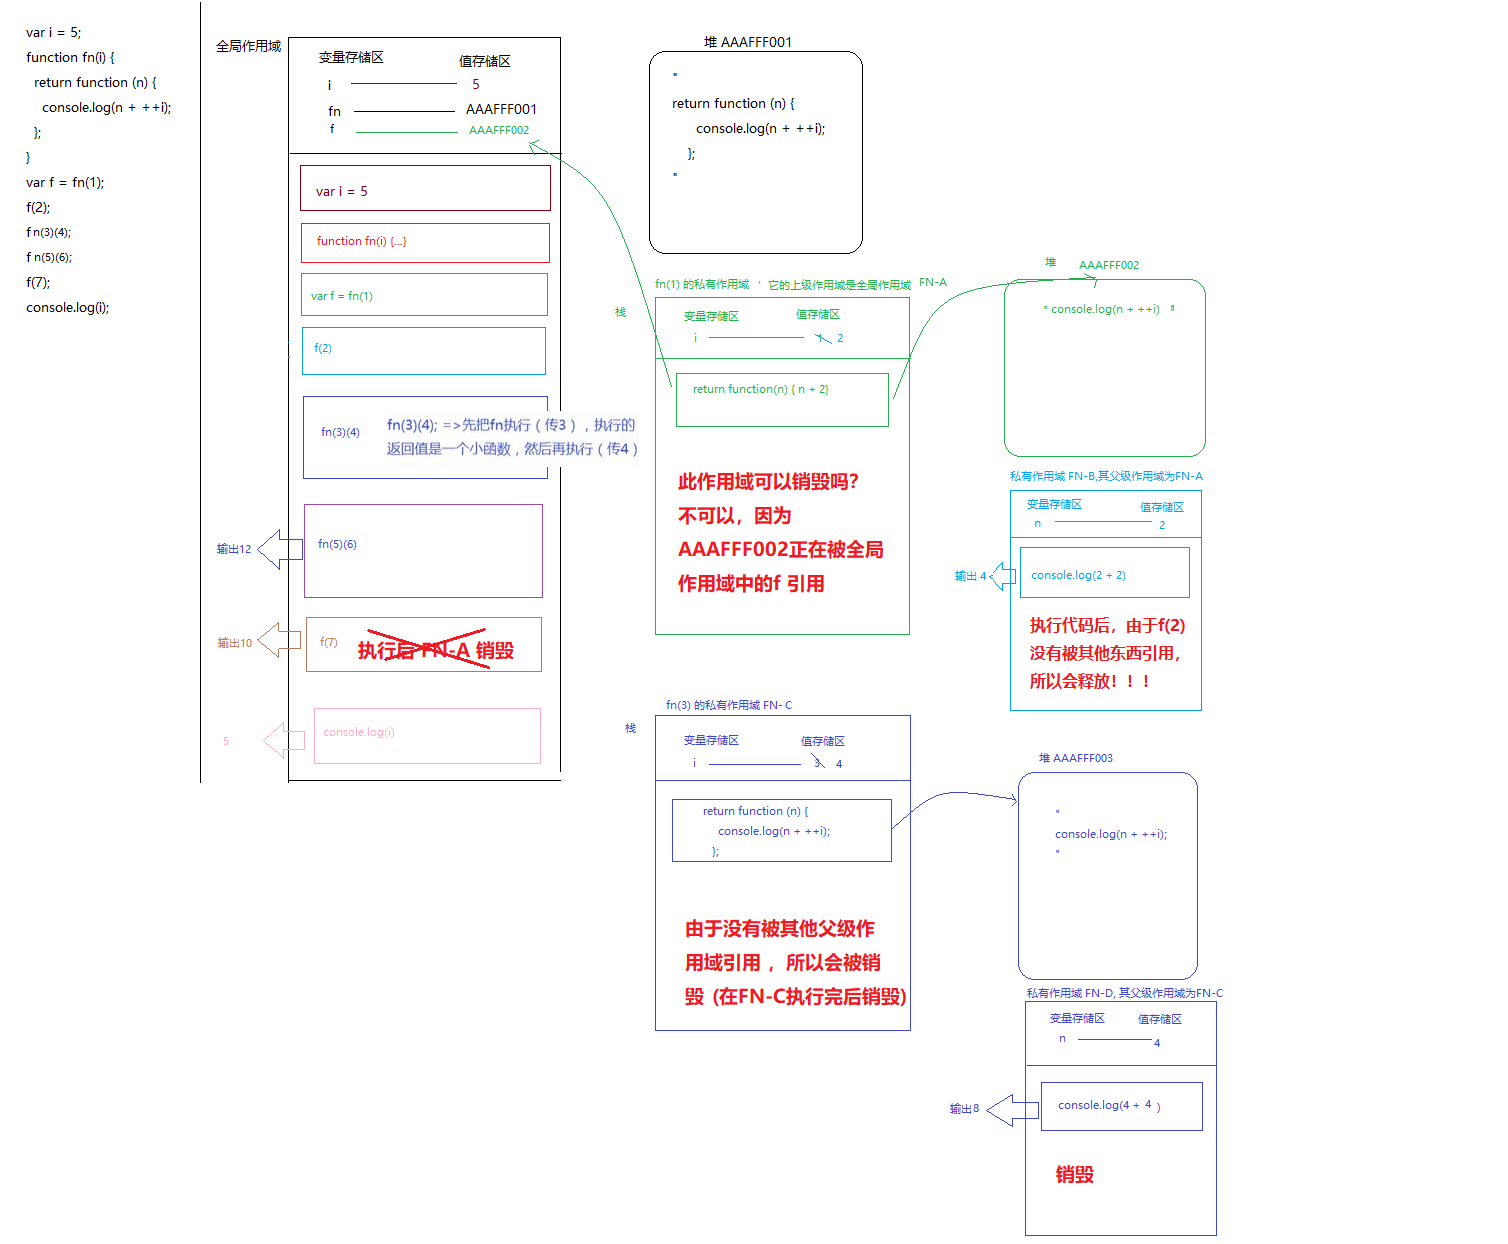 var i = 5;
function fn(i) {
return function (n) {
console.log(n + ++i);
};
}
var f = fn(1);
f(2);
fn(3)(4);
fn(5)(6);
f(7);
console.log(i);
全局作用域
变量存储区 值存储区
i 5
fn AAAFFF001
f AAAFFF002
var i = 5
function fn(i) {...}
var f = fn(1)
f(2)
fn(3)(4)
fn(3)(4); =>先把fn执行（传3），执行的
返回值是一个小函数，然后再执行（传4）
输出12
fn(5)(6)
输出10
f(7)
执行后 FN-A 销毁
5
console.log(i)
堆 AAAFFF001
"
return function (n) {
console.log(n + ++i);
};
"
fn(1) 的私有作用域 ，它的上级作用域是全局作用域 FN-A
栈
变量存储区 值存储区
i 1 2
return function(n) { n + 2}
此作用域可以销毁吗？
不可以，因为
AAAFFF002正在被全局
作用域中的f 引用
堆 AAAFFF002
" console.log(n + ++i) "
私有作用域 FN-B,其父级作用域为FN-A
变量存储区 值存储区
n 2
输出 4
console.log(2 + 2)
执行代码后，由于f(2)
没有被其他东西引用，
所以会释放！！！
fn(3) 的私有作用域 FN- C
栈
变量存储区 值存储区
i 3 4
return function (n) {
console.log(n + ++i);
};
由于没有被其他父级作
用域引用 ，所以会被销
毁 (在FN-C执行完后销毁)
堆 AAAFFF003
"
console.log(n + ++i);
"
私有作用域 FN-D, 其父级作用域为FN-C
变量存储区 值存储区
n 4
输出8
console.log(4 + 4 )
销毁